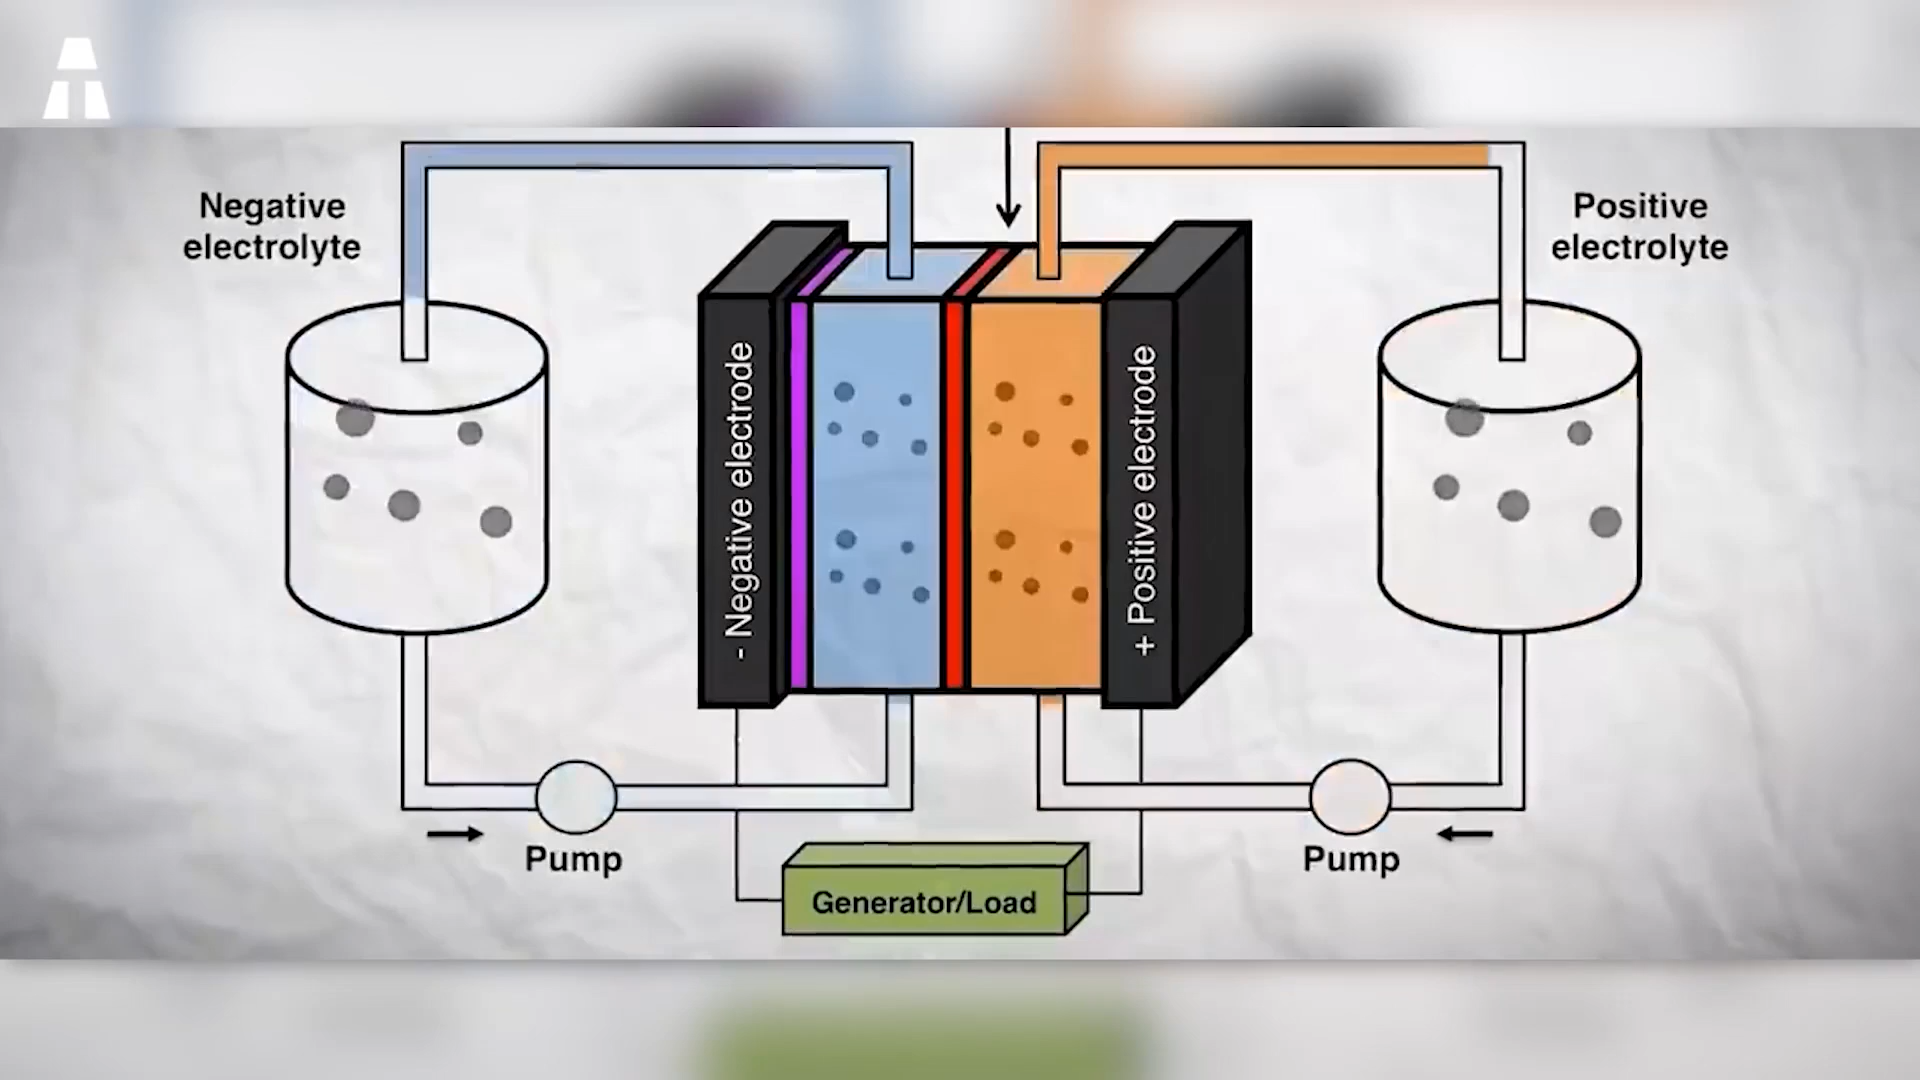 Negative
electrolyte
Positive
electrolyte
- Negative electrode
+ Positive electrode
Pump
Pump
Generator/Load